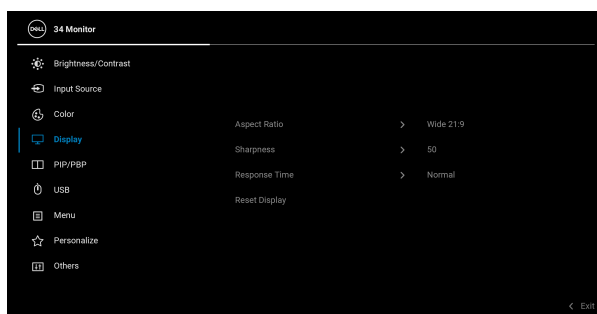 DELL 34 Monitor
Brightness/Contrast
Input Source
Color
Display
PIP/PBP
USB
Menu
Personalize
Others
Aspect Ratio > Wide 21:9
Sharpness > 50
Response Time > Normal
Reset Display
< Exit